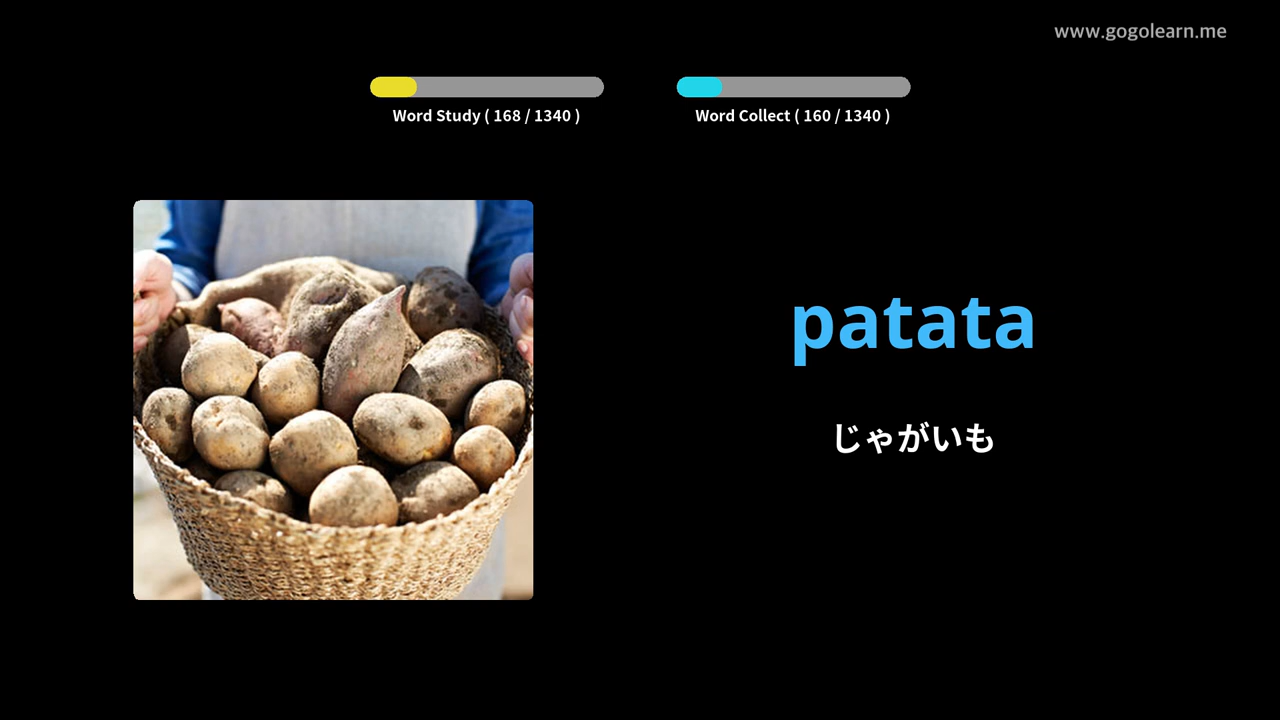 www.gogolearn.me
Word Study ( 168 / 1340 )
Word Collect ( 160 / 1340 )
patata
じゃがいも